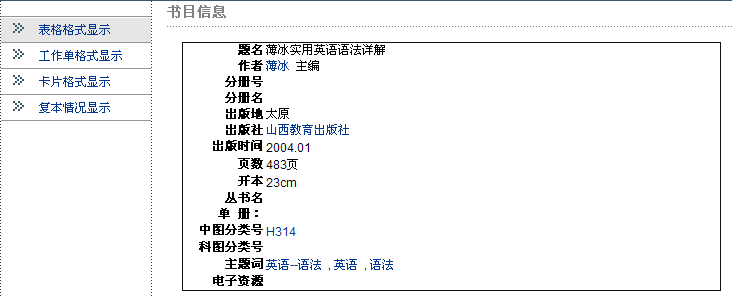 表格格式显示
工作单格式显示
卡片格式显示
复本情况显示
书目信息
题名 薄冰实用英语语法详解
作者 薄冰 主编
分册号
分册名
出版地 太原
出版社 山西教育出版社
出版时间 2004.01
页数 483页
开本 23cm
丛书名
单 册：
中图分类号 H314
科图分类号
主题词 英语--语法 , 英语 , 语法
电子资源